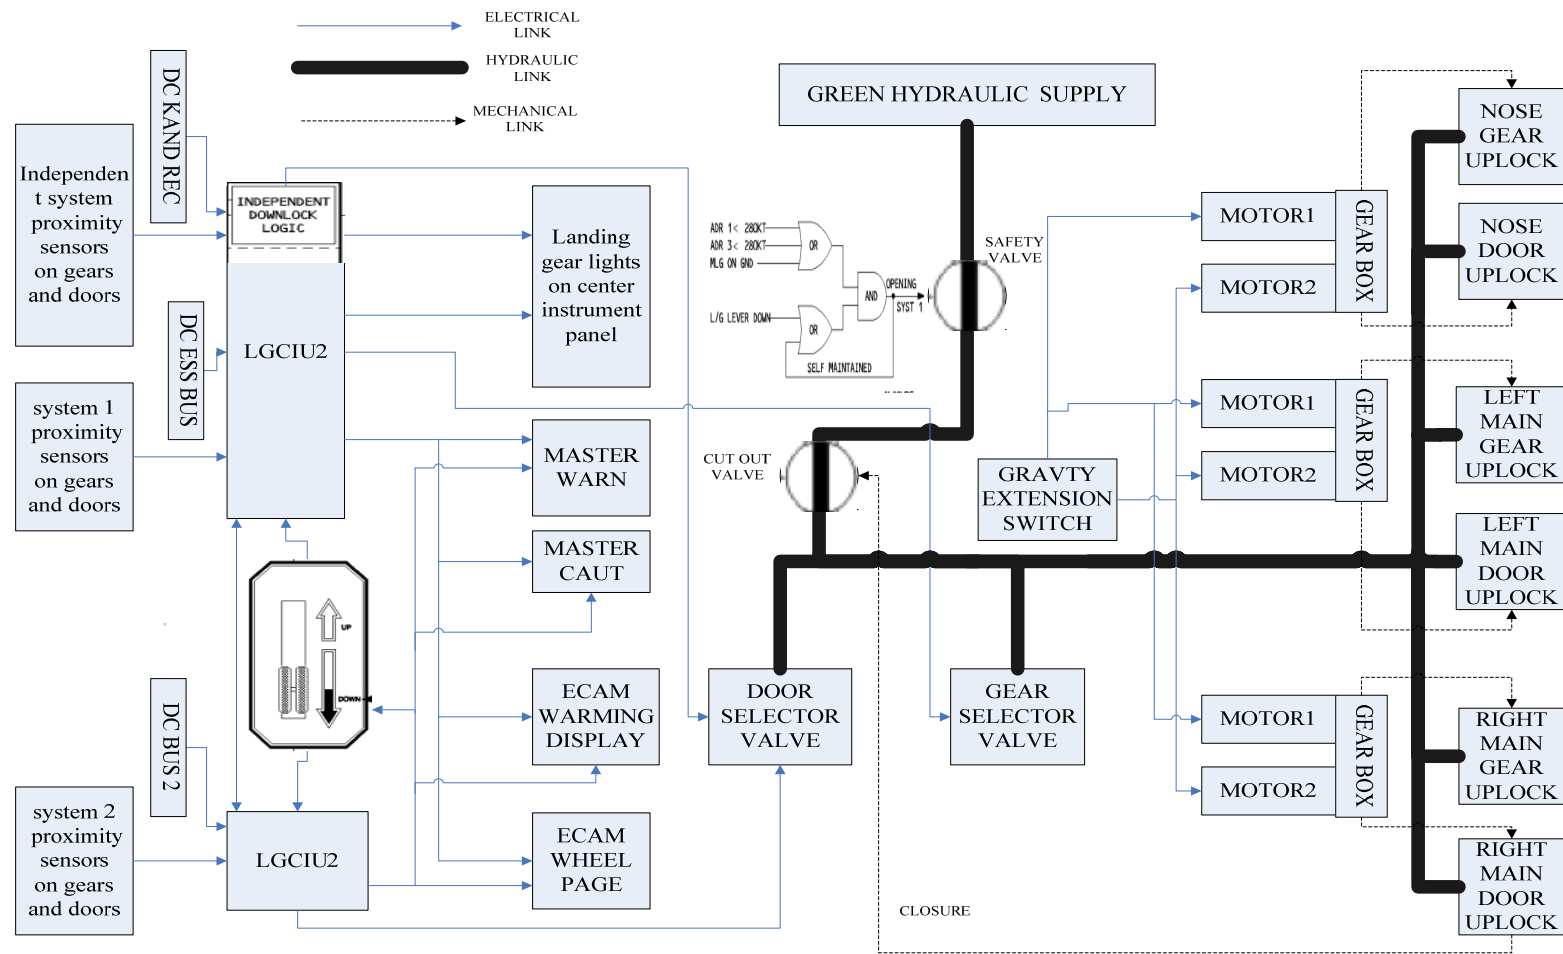 ELECTRICAL
LINK
HYDRAULIC
LINK
MECHANICAL
LINK
DC KAND REC
Independen
t system
proximity
sensors
on gears
and doors
INDEPENDENT
DOWNLOCK
LOGIC
LGCIU2
DC ESS BUS
system 1
proximity
sensors
on gears
and doors
UP
DOWN
DC BUS 2
system 2
proximity
sensors
on gears
and doors
LGCIU2
Landing
gear lights
on center
instrument
panel
MASTER
WARN
MASTER
CAUT
ECAM
WARMING
DISPLAY
ECAM
WHEEL
PAGE
GREEN HYDRAULIC SUPPLY
SAFETY
VALVE
ADR 1< 280KT
ADR 3< 280KT
MLG ON GND
OR
AND
OPENING
SYST 1
L/G LEVER DOWN
OR
SELF MAINTAINED
CUT OUT
VALVE
GRAVTY
EXTENSION
SWITCH
DOOR
SELECTOR
VALVE
GEAR
SELECTOR
VALVE
CLOSURE
MOTOR1
MOTOR2
GEAR BOX
MOTOR1
MOTOR2
GEAR BOX
MOTOR1
MOTOR2
GEAR BOX
NOSE
GEAR
UPLOCK
NOSE
DOOR
UPLOCK
LEFT
MAIN
GEAR
UPLOCK
LEFT
MAIN
DOOR
UPLOCK
RIGHT
MAIN
GEAR
UPLOCK
RIGHT
MAIN
DOOR
UPLOCK